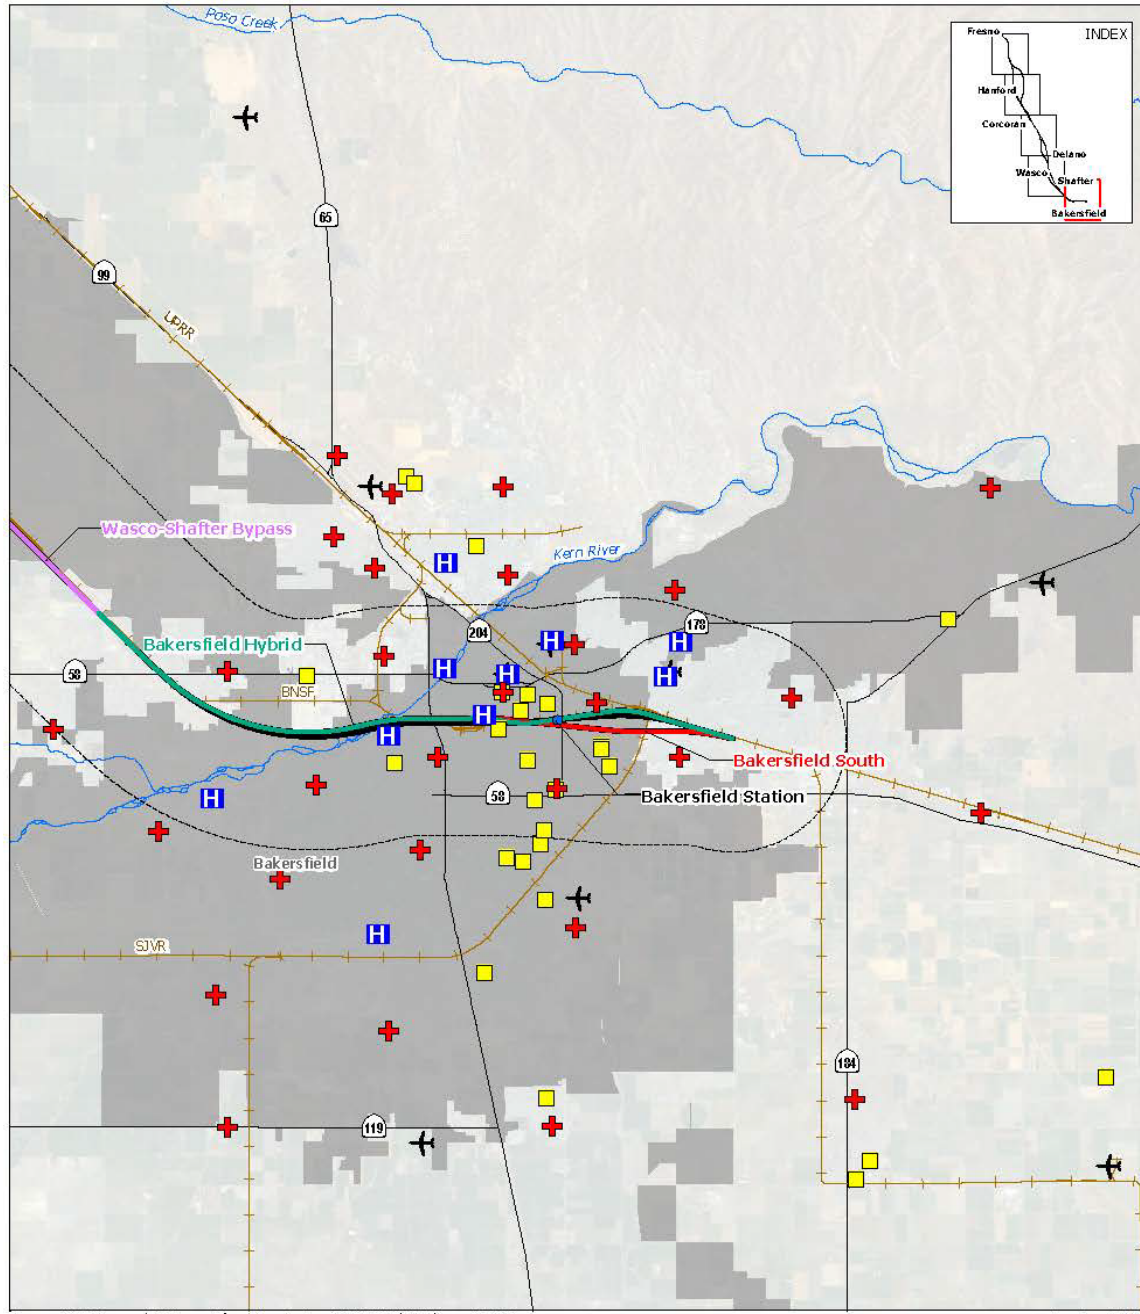 Poso Creek
INDEX
Fresno
Hanford
Corcoran
Delano
Wasco
Shafter
Bakersfield
65
99
UPRR
Wasco-Shafter Bypass
H
Kern River
204
178
H
H
Bakersfield Hybrid
58
H
H
H
BNSF
H
H
Bakersfield South
H
58
Bakersfield Station
Bakersfield
H
SJVR
184
119